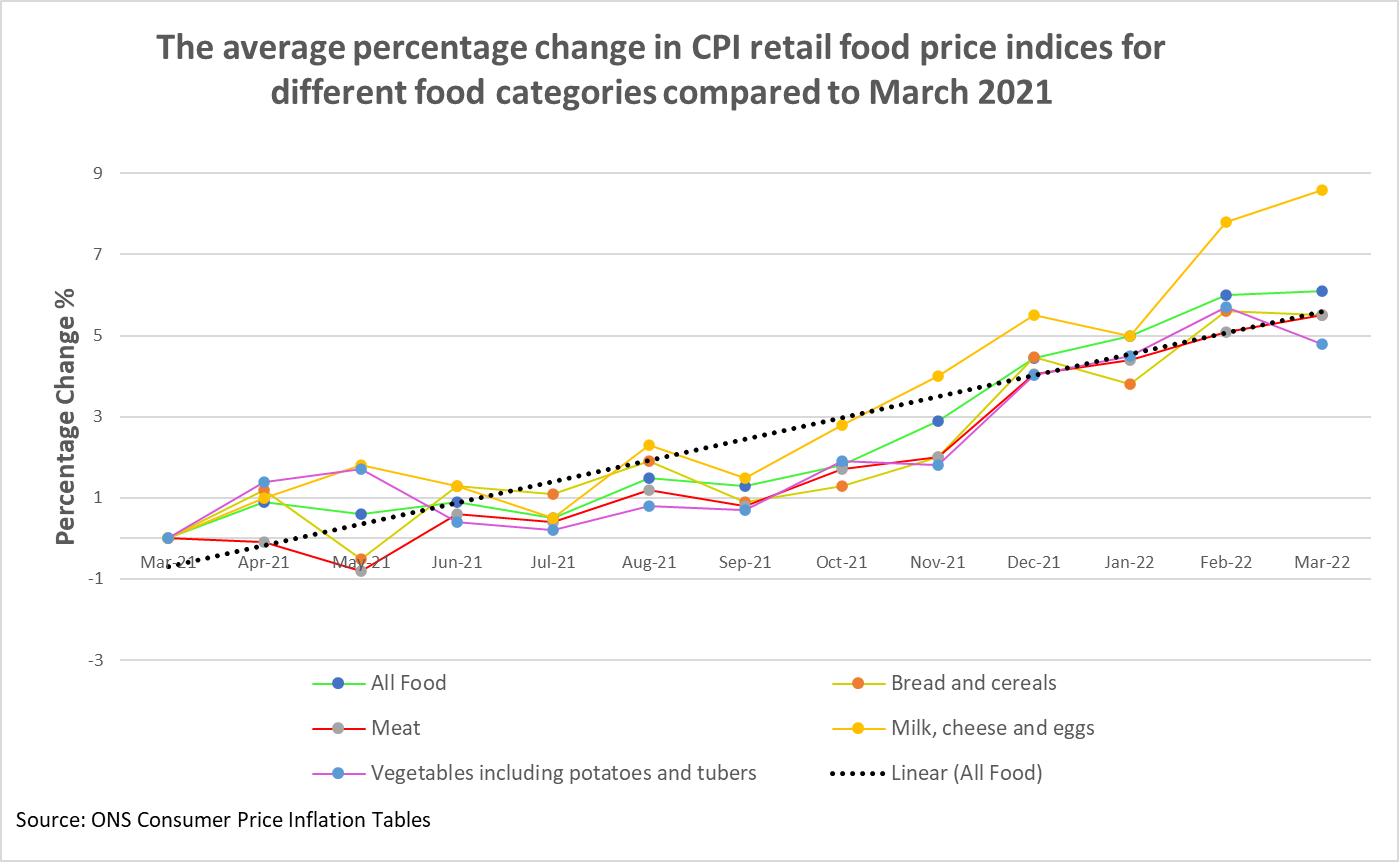 The average percentage change in CPI retail food price indices for
different food categories compared to March 2021
Percentage Change %
9
7
5
3
1
-1
-3
Mar-21 Apr-21 May-21 Jun-21 Jul-21 Aug-21 Sep-21 Oct-21 Nov-21 Dec-21 Jan-22 Feb-22 Mar-22
All Food Bread and cereals
Meat Milk, cheese and eggs
Vegetables including potatoes and tubers Linear (All Food)
Source: ONS Consumer Price Inflation Tables